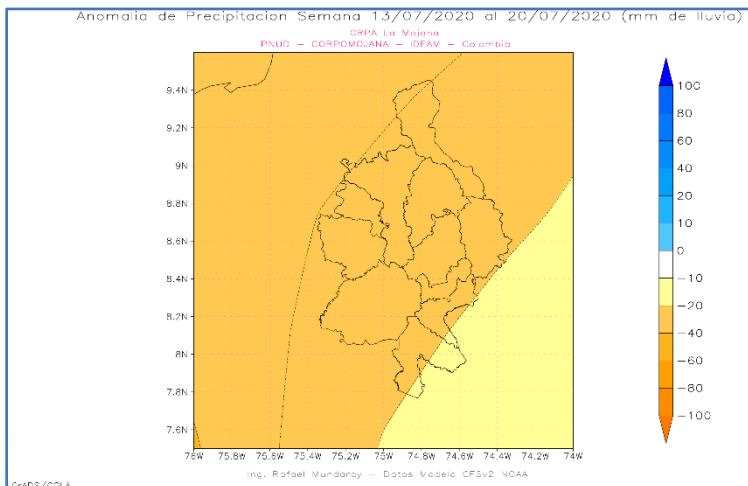 Anomalia de Precipitacion Semana 13/07/2020 al 20/07/2020 (mm de lluvia)
CRPA La Mojana
PNUD - CORPOMOJANA - IDEAM - Colombia
9.4N
9.2N
9N
8.8N
8.6N
8.4N
8.2N
8N
7.8N
7.6N
76W 75.8W 75.6W 75.4W 75.2W 75W 74.8W 74.6W 74.4W 74.2W 74W
100
80
60
40
20
0
-10
-20
-40
-60
-80
-100
Ing. Rafael Mundaray - Datos Modelo CFSv2 NOAA
GrADS/COLA